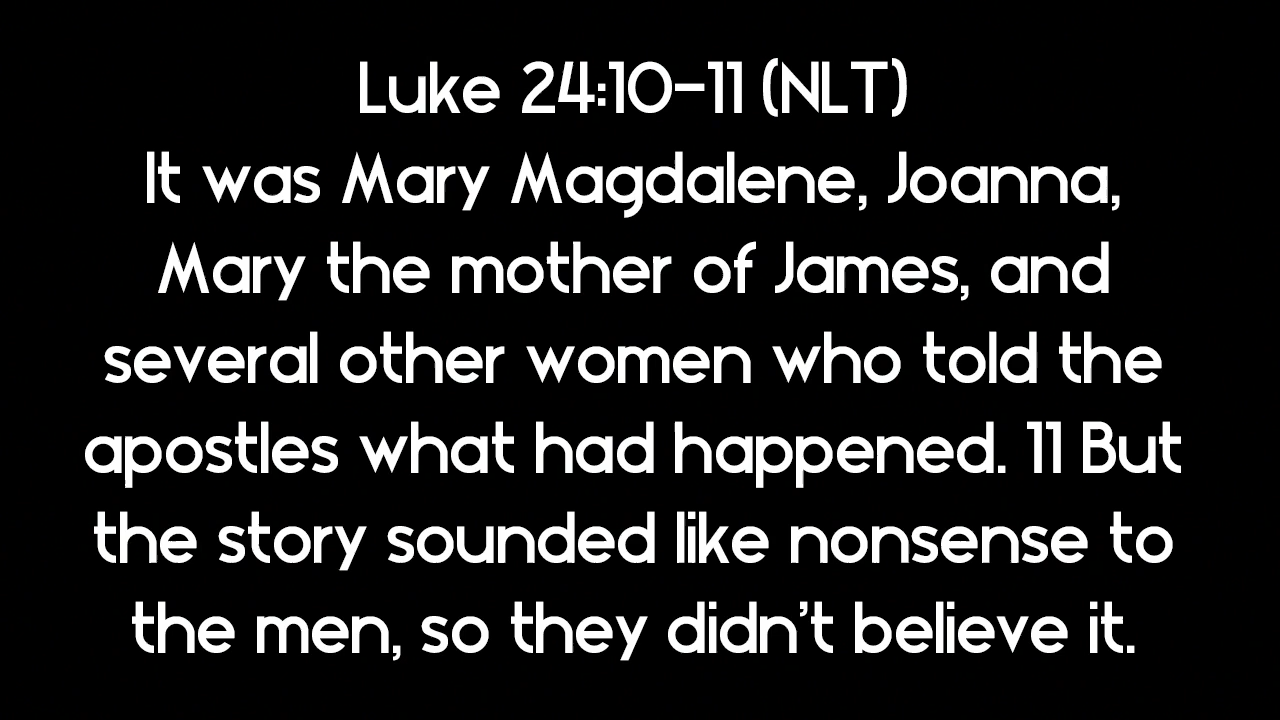 Luke 24:10-11 (NLT)
It was Mary Magdalene, Joanna,
Mary the mother of James, and
several other women who told the
apostles what had happened. 11 But
the story sounded like nonsense to
the men, so they didn’t believe it.